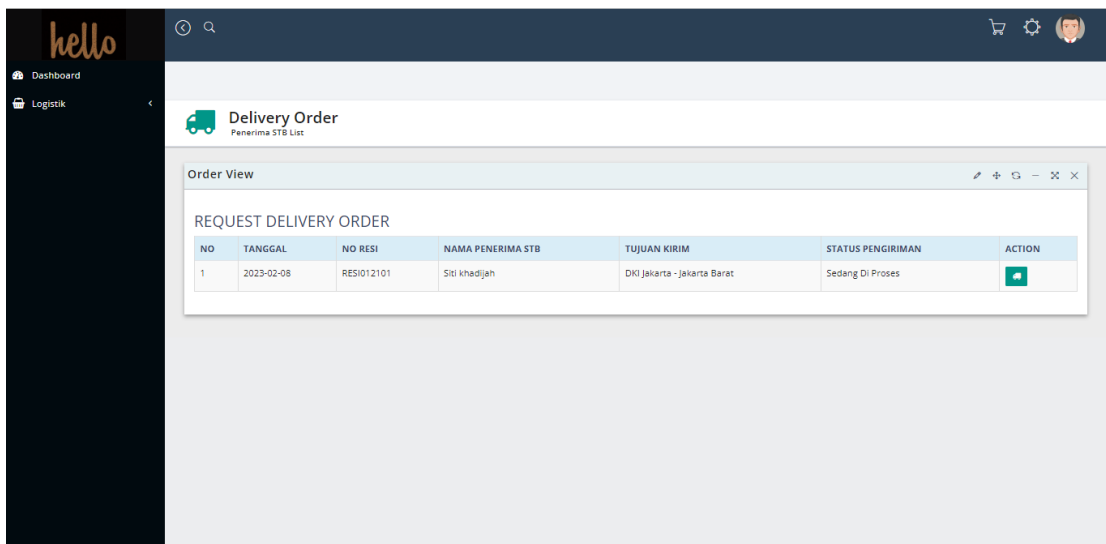 hello
Dashboard
Logistik
Delivery Order
Penerima STB List
Order View
REQUEST DELIVERY ORDER
NO TANGGAL NO RESI NAMA PENERIMA STB TUJUAN KIRIM STATUS PENGIRIMAN ACTION
1 2023-02-08 RESI012101 Siti khadijah DKI Jakarta - Jakarta Barat Sedang Di Proses